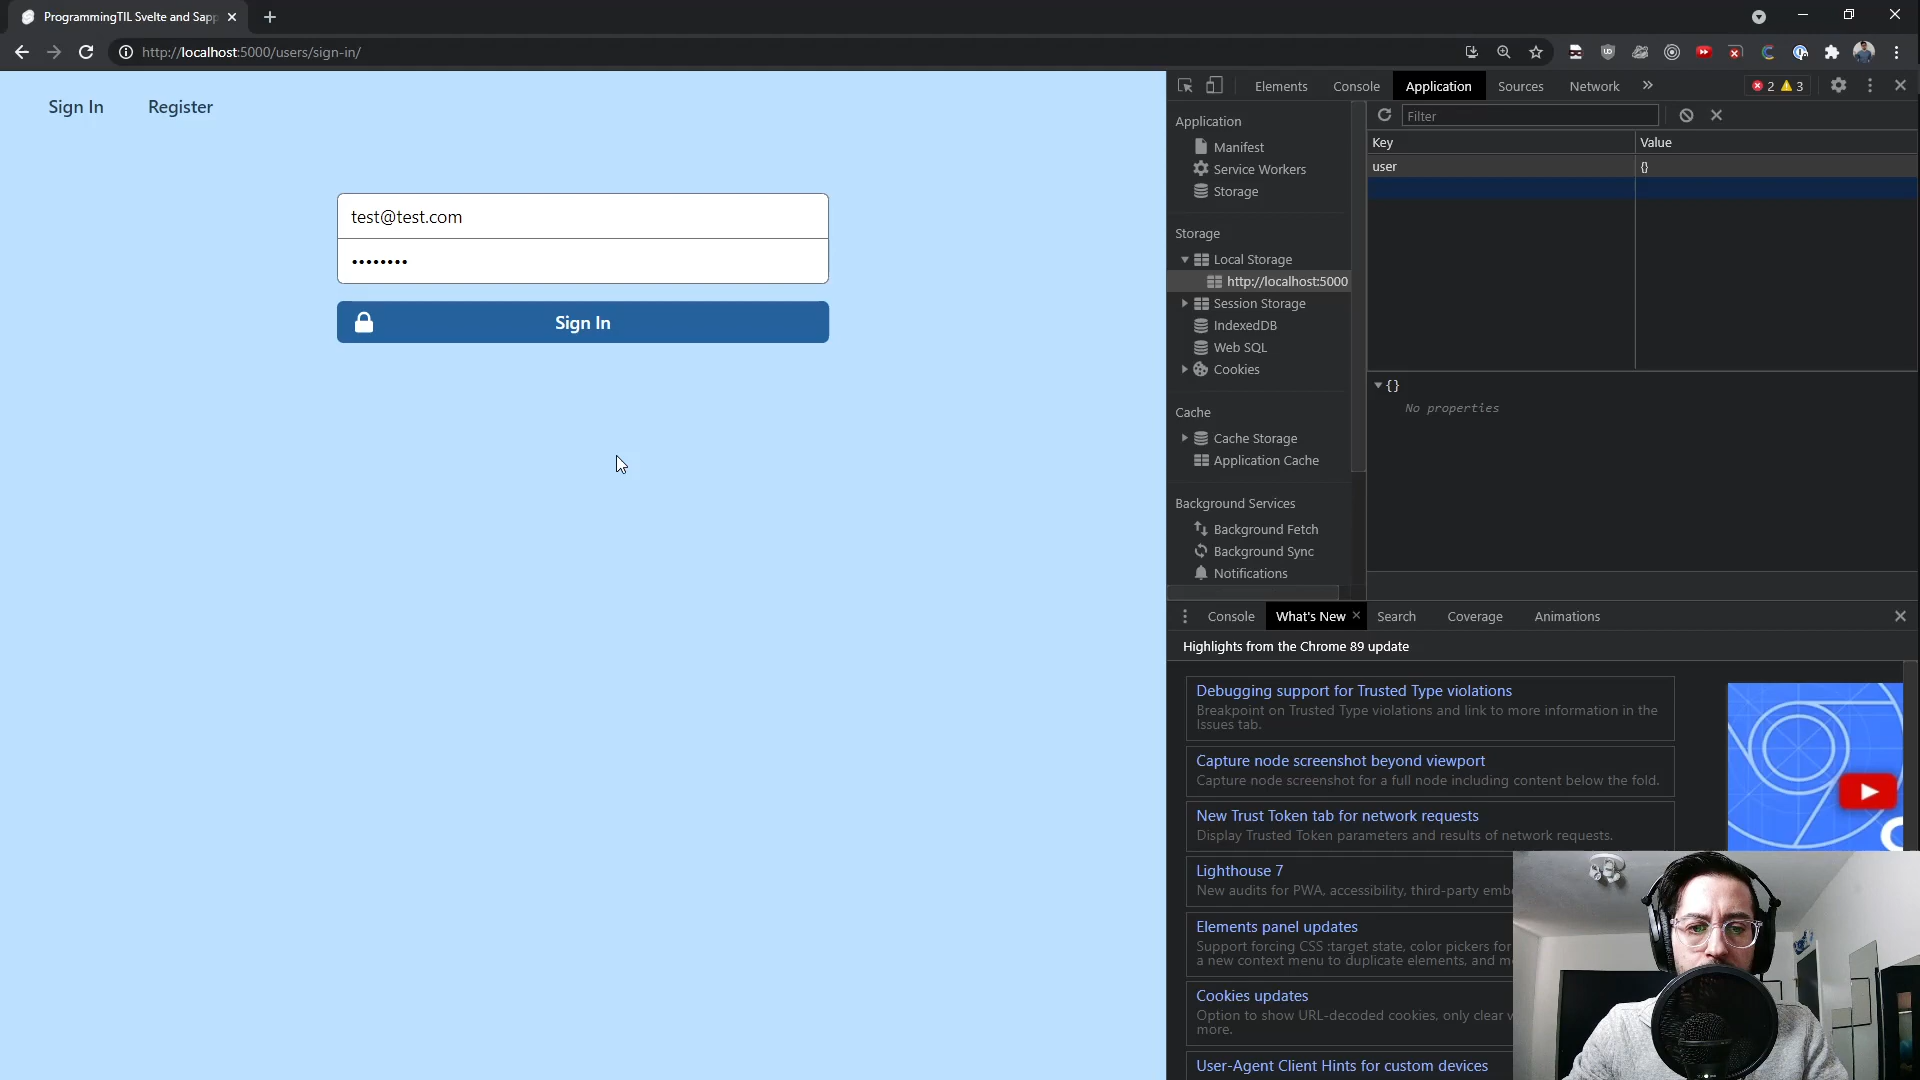 ProgrammingTIL Svelte and Sapp
http://localhost:5000/users/sign-in/
Sign In
Register
test@test.com
••••••••
Sign In
Elements
Console
Application
Sources
Network
2
3
Application
Manifest
Service Workers
Storage
Storage
Local Storage
http://localhost:5000
Session Storage
IndexedDB
Web SQL
Cookies
Cache
Cache Storage
Application Cache
Background Services
Background Fetch
Background Sync
Notifications
Filter
Key
Value
user
{}
{}
No properties
Console
What's New
Search
Coverage
Animations
Highlights from the Chrome 89 update
Debugging support for Trusted Type violations
Breakpoint on Trusted Type violations and link to more information in the
Issues tab.
Capture node screenshot beyond viewport
Capture node screenshot for a full node including content below the fold.
New Trust Token tab for network requests
Display Trusted Token parameters and results of network requests.
Lighthouse 7
New audits for PWA, accessibility, third-party emb
Elements panel updates
Support forcing CSS :target state, color pickers for
a new context menu to duplicate elements, and m
Cookies updates
Option to show URL-decoded cookies, only clear v
more.
User-Agent Client Hints for custom devices